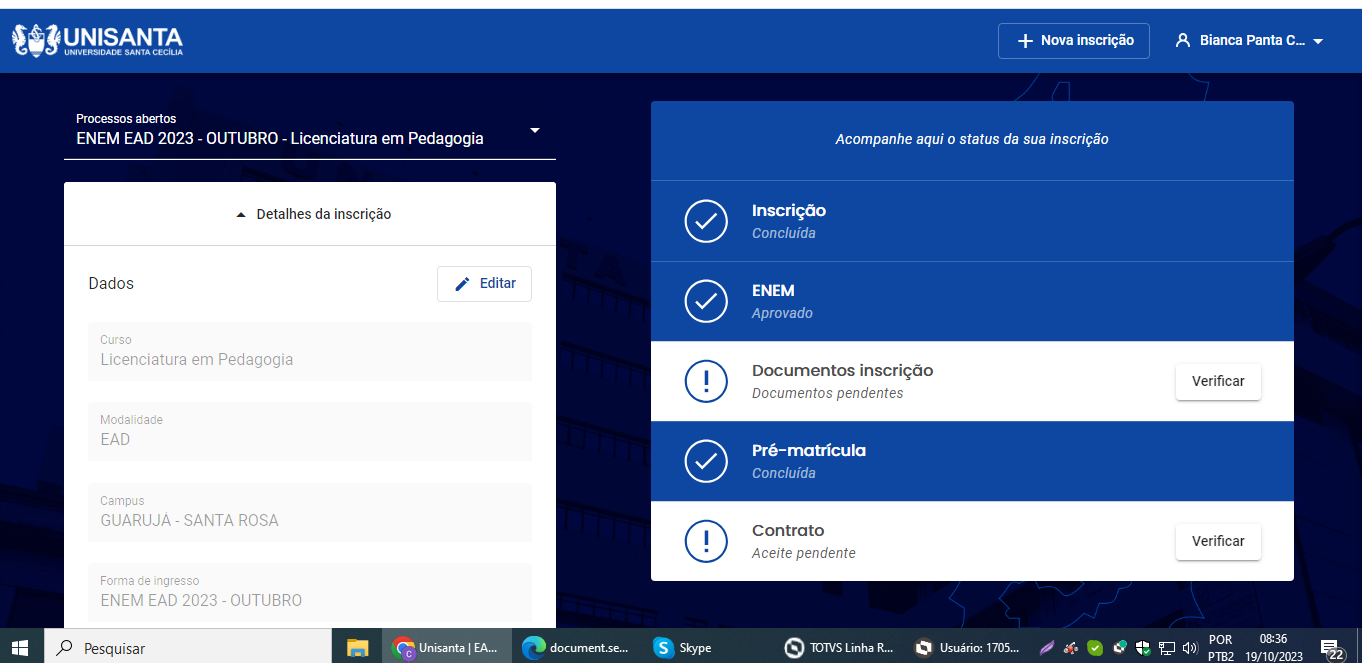 UNISANTA
UNIVERSIDADE SANTA CECÍLIA
Nova inscrição
Bianca Panta C...
Processos abertos
ENEM EAD 2023 - OUTUBRO - Licenciatura em Pedagogia
Detalhes da inscrição
Dados
Editar
Curso
Licenciatura em Pedagogia
Modalidade
EAD
Campus
GUARUJÁ - SANTA ROSA
Forma de ingresso
ENEM EAD 2023 - OUTUBRO
Acompanhe aqui o status da sua inscrição
Inscrição
Concluída
ENEM
Aprovado
Documentos inscrição
Documentos pendentes
Verificar
Pré-matrícula
Concluída
Contrato
Aceite pendente
Verificar
Pesquisar
C
Unisanta | EA...
document.se...
S
Skype
TOTVS Linha R...
Usuário: 1705...
POR
PTB2
08:36
19/10/2023
22